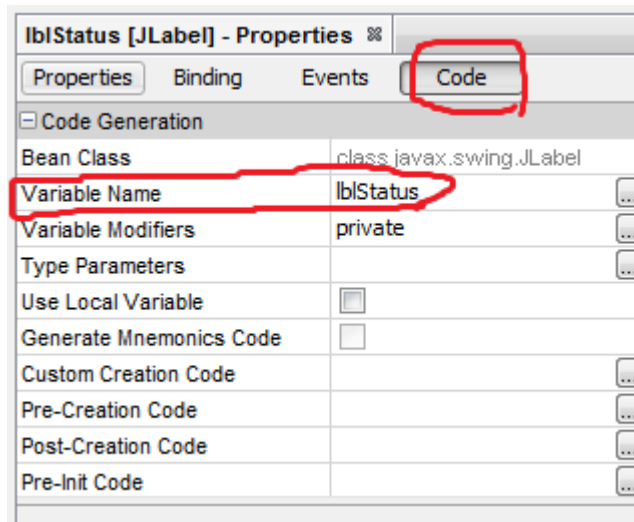 lblStatus [JLabel] - Properties
Properties Binding Events Code
Code Generation
Bean Class class javax.swing.JLabel
Variable Name lblStatus
Variable Modifiers private
Type Parameters
Use Local Variable
Generate Mnemonics Code
Custom Creation Code
Pre-Creation Code
Post-Creation Code
Pre-Init Code